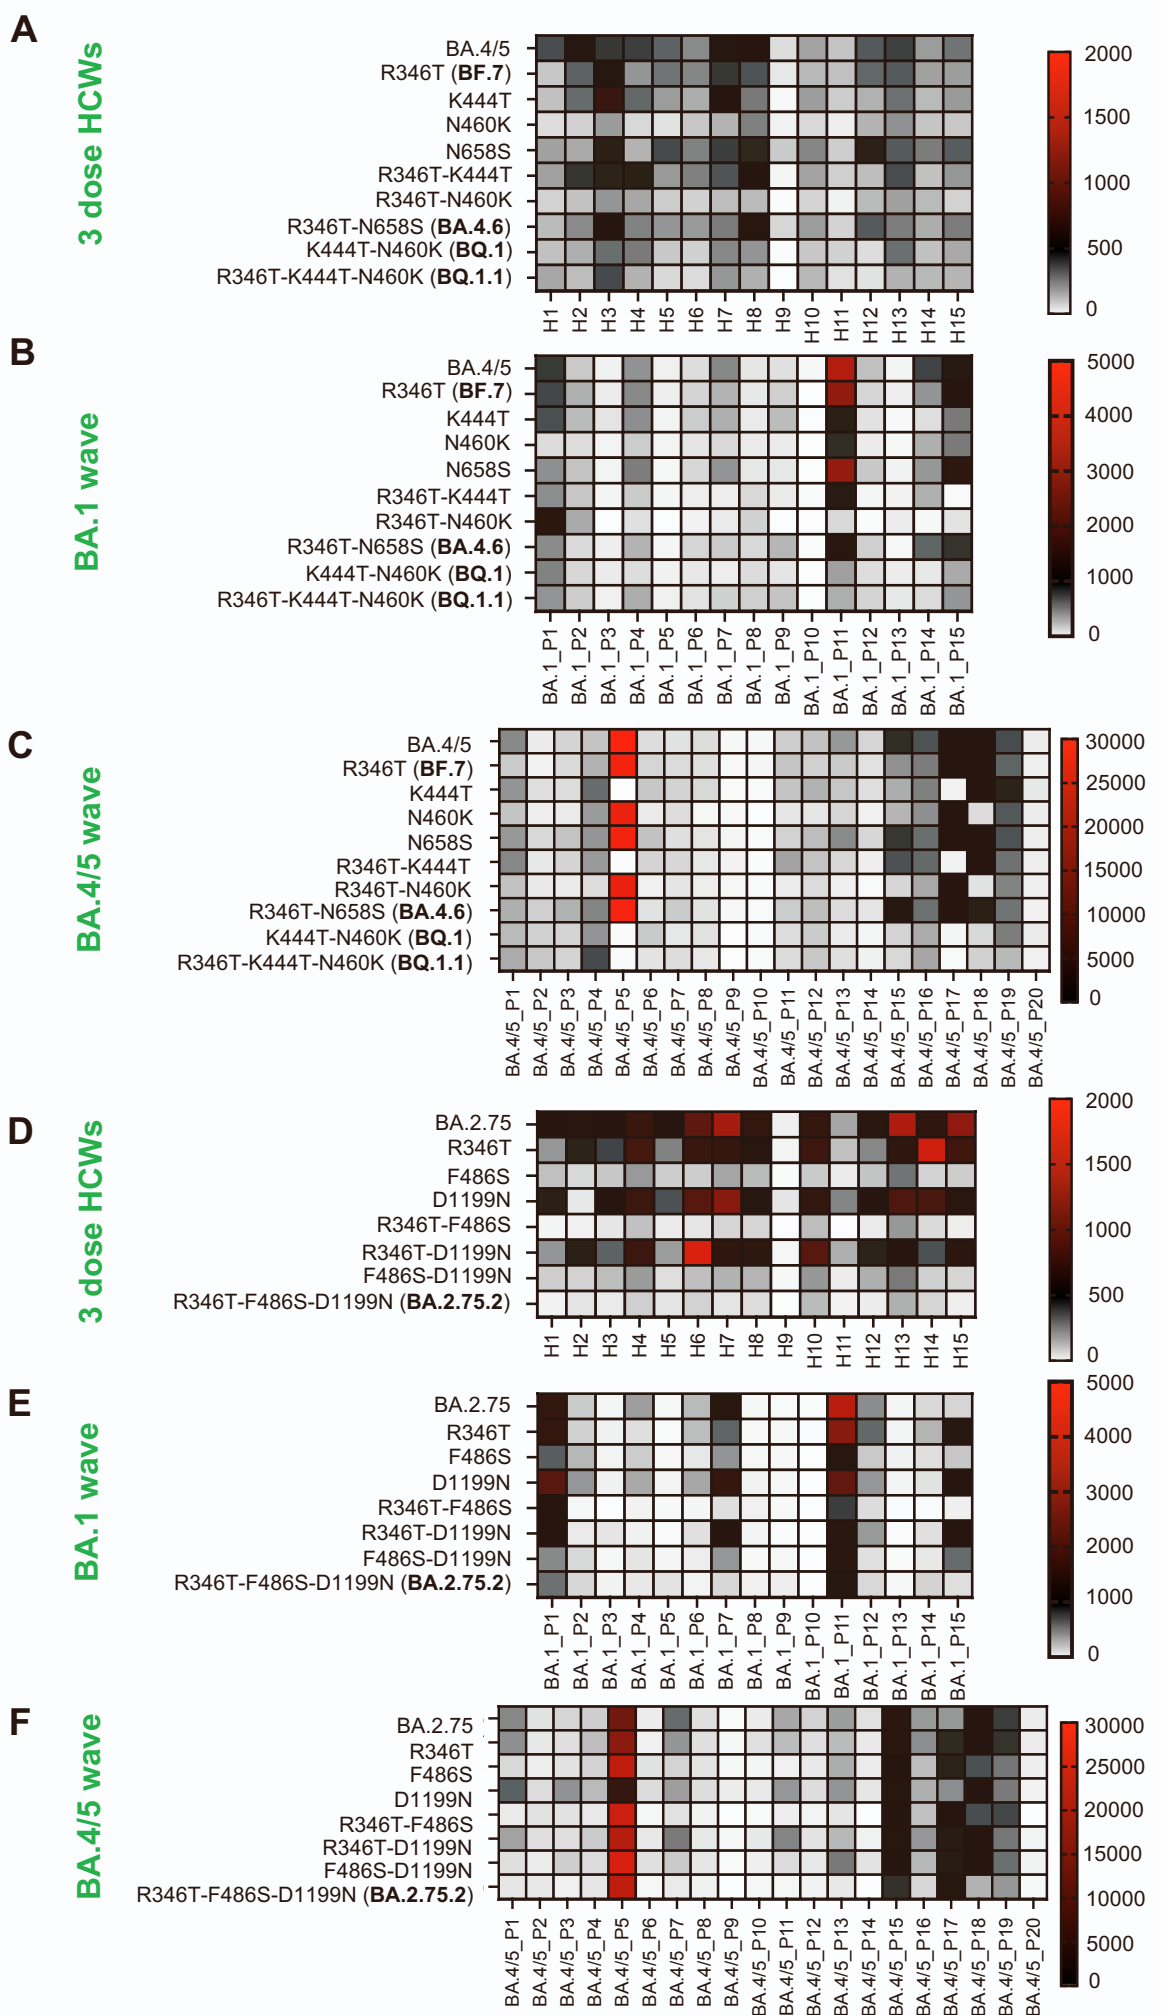 A
3 dose HCWs
BA.4/5
R346T (BF.7)
K444T
N460K
N658S
R346T-K444T
R346T-N460K
R346T-N658S (BA.4.6)
K444T-N460K (BQ.1)
R346T-K444T-N460K (BQ.1.1)
H1 H2 H3 H4 H5 H6 H7 H8 H9 H10 H11 H12 H13 H14 H15
2000
1500
1000
500
0
B
BA.1 wave
BA.4/5
R346T (BF.7)
K444T
N460K
N658S
R346T-K444T
R346T-N460K
R346T-N658S (BA.4.6)
K444T-N460K (BQ.1)
R346T-K444T-N460K (BQ.1.1)
BA.1_P1 BA.1_P2 BA.1_P3 BA.1_P4 BA.1_P5 BA.1_P6 BA.1_P7 BA.1_P8 BA.1_P9 BA.1_P10 BA.1_P11 BA.1_P12 BA.1_P13 BA.1_P14 BA.1_P15
5000
4000
3000
2000
1000
0
C
BA.4/5 wave
BA.4/5
R346T (BF.7)
K444T
N460K
N658S
R346T-K444T
R346T-N460K
R346T-N658S (BA.4.6)
K444T-N460K (BQ.1)
R346T-K444T-N460K (BQ.1.1)
BA.4/5_P1 BA.4/5_P2 BA.4/5_P3 BA.4/5_P4 BA.4/5_P5 BA.4/5_P6 BA.4/5_P7 BA.4/5_P8 BA.4/5_P9 BA.4/5_P10 BA.4/5_P11 BA.4/5_P12 BA.4/5_P13 BA.4/5_P14 BA.4/5_P15 BA.4/5_P16 BA.4/5_P17 BA.4/5_P18 BA.4/5_P19 BA.4/5_P20
30000
25000
20000
15000
10000
5000
0
D
3 dose HCWs
BA.2.75
R346T
F486S
D1199N
R346T-F486S
R346T-D1199N
F486S-D1199N
R346T-F486S-D1199N (BA.2.75.2)
H1 H2 H3 H4 H5 H6 H7 H8 H9 H10 H11 H12 H13 H14 H15
2000
1500
1000
500
0
E
BA.1 wave
BA.2.75
R346T
F486S
D1199N
R346T-F486S
R346T-D1199N
F486S-D1199N
R346T-F486S-D1199N (BA.2.75.2)
BA.1_P1 BA.1_P2 BA.1_P3 BA.1_P4 BA.1_P5 BA.1_P6 BA.1_P7 BA.1_P8 BA.1_P9 BA.1_P10 BA.1_P11 BA.1_P12 BA.1_P13 BA.1_P14 BA.1_P15
5000
4000
3000
2000
1000
0
F
BA.4/5 wave
BA.2.75
R346T
F486S
D1199N
R346T-F486S
R346T-D1199N
F486S-D1199N
R346T-F486S-D1199N (BA.2.75.2)
BA.4/5_P1 BA.4/5_P2 BA.4/5_P3 BA.4/5_P4 BA.4/5_P5 BA.4/5_P6 BA.4/5_P7 BA.4/5_P8 BA.4/5_P9 BA.4/5_P10 BA.4/5_P11 BA.4/5_P12 BA.4/5_P13 BA.4/5_P14 BA.4/5_P15 BA.4/5_P16 BA.4/5_P17 BA.4/5_P18 BA.4/5_P19 BA.4/5_P20
30000
25000
20000
15000
10000
5000
0